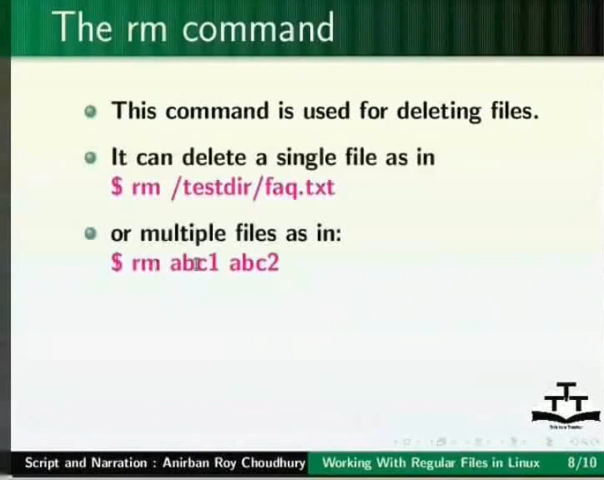 The rm command
This command is used for deleting files.
It can delete a single file as in
$ rm /testdir/faq.txt
or multiple files as in:
$ rm abc1 abc2
TTT
Script and Narration : Anirban Roy Choudhury
Working With Regular Files in Linux
8/10